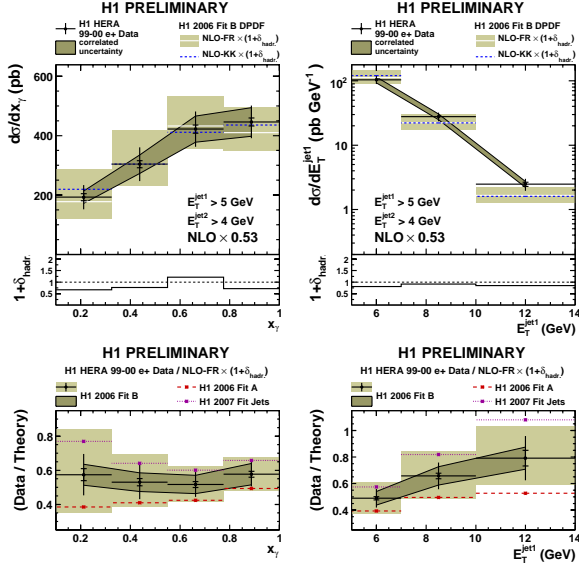 H1 PRELIMINARY
H1 HERA
99-00 e+ Data
correlated
uncertainty
H1 2006 Fit B DPDF
NLO-FR × (1+δhadr.)
NLO-KK × (1+δhadr.)
dσ/dxγ (pb)
600
400
200
E_T^jet1 > 5 GeV
E_T^jet2 > 4 GeV
NLO × 0.53
1+δhadr.
2
1.5
1
0.5
0.2 0.4 0.6 0.8 1
xγ
H1 PRELIMINARY
H1 HERA
99-00 e+ Data
correlated
uncertainty
H1 2006 Fit B DPDF
NLO-FR × (1+δhadr.)
NLO-KK × (1+δhadr.)
dσ/dE_T^jet1 (pb GeV⁻¹)
10²
10
1
E_T^jet1 > 5 GeV
E_T^jet2 > 4 GeV
NLO × 0.53
1+δhadr.
2
1.5
1
0.5
6 8 10 12 14
E_T^jet1 (GeV)
H1 PRELIMINARY
H1 HERA 99-00 e+ Data / NLO-FR × (1+δhadr.)
H1 2006 Fit B
H1 2006 Fit A
H1 2007 Fit Jets
(Data / Theory)
0.8
0.6
0.4
0 0.2 0.4 0.6 0.8 1
xγ
H1 PRELIMINARY
H1 HERA 99-00 e+ Data / NLO-FR × (1+δhadr.)
H1 2006 Fit B
H1 2006 Fit A
H1 2007 Fit Jets
(Data / Theory)
1
0.8
0.6
0.4
6 8 10 12 14
E_T^jet1 (GeV)